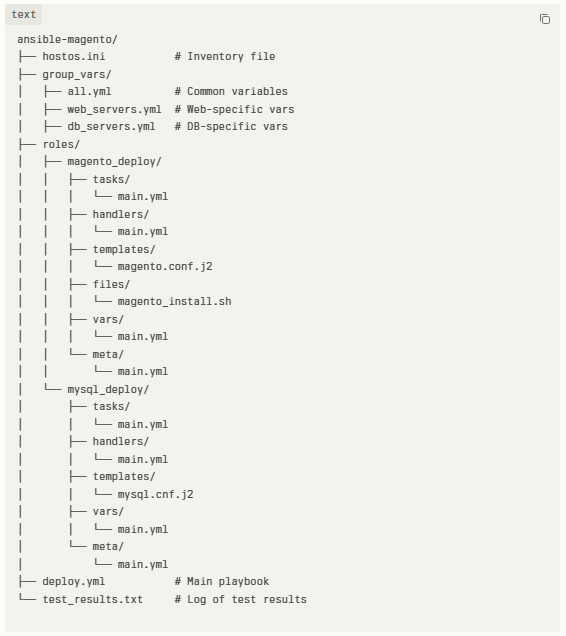 text
ansible-magento/
├── hostos.ini           # Inventory file
├── group_vars/
│   ├── all.yml          # Common variables
│   ├── web_servers.yml  # Web-specific vars
│   ├── db_servers.yml   # DB-specific vars
├── roles/
│   ├── magento_deploy/
│   │   ├── tasks/
│   │   │   └── main.yml
│   │   ├── handlers/
│   │   │   └── main.yml
│   │   ├── templates/
│   │   │   └── magento.conf.j2
│   │   ├── files/
│   │   │   └── magento_install.sh
│   │   ├── vars/
│   │   │   └── main.yml
│   │   └── meta/
│   │       └── main.yml
│   └── mysql_deploy/
│       ├── tasks/
│       │   └── main.yml
│       ├── handlers/
│       │   └── main.yml
│       ├── templates/
│       │   └── mysql.cnf.j2
│       ├── vars/
│       │   └── main.yml
│       └── meta/
│           └── main.yml
├── deploy.yml           # Main playbook
└── test_results.txt     # Log of test results